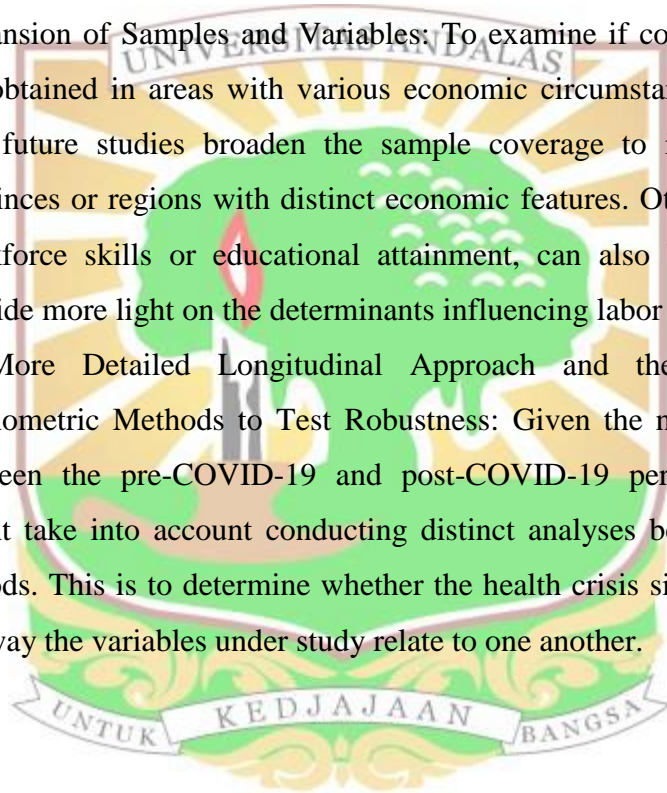 ansion of Samples and Variables: To examine if co
UNIVERSITAS ANDALAS
obtained in areas with various economic circumsta
future studies broaden the sample coverage to
inces or regions with distinct economic features. Ot
kforce skills or educational attainment, can also
ide more light on the determinants influencing labor
More Detailed Longitudinal Approach and the
nometric Methods to Test Robustness: Given the
een the pre-COVID-19 and post-COVID-19 per
t take into account conducting distinct analyses b
ods. This is to determine whether the health crisis si
way the variables under study relate to one another.
UNTUK KEDJAJAAN BANGSA